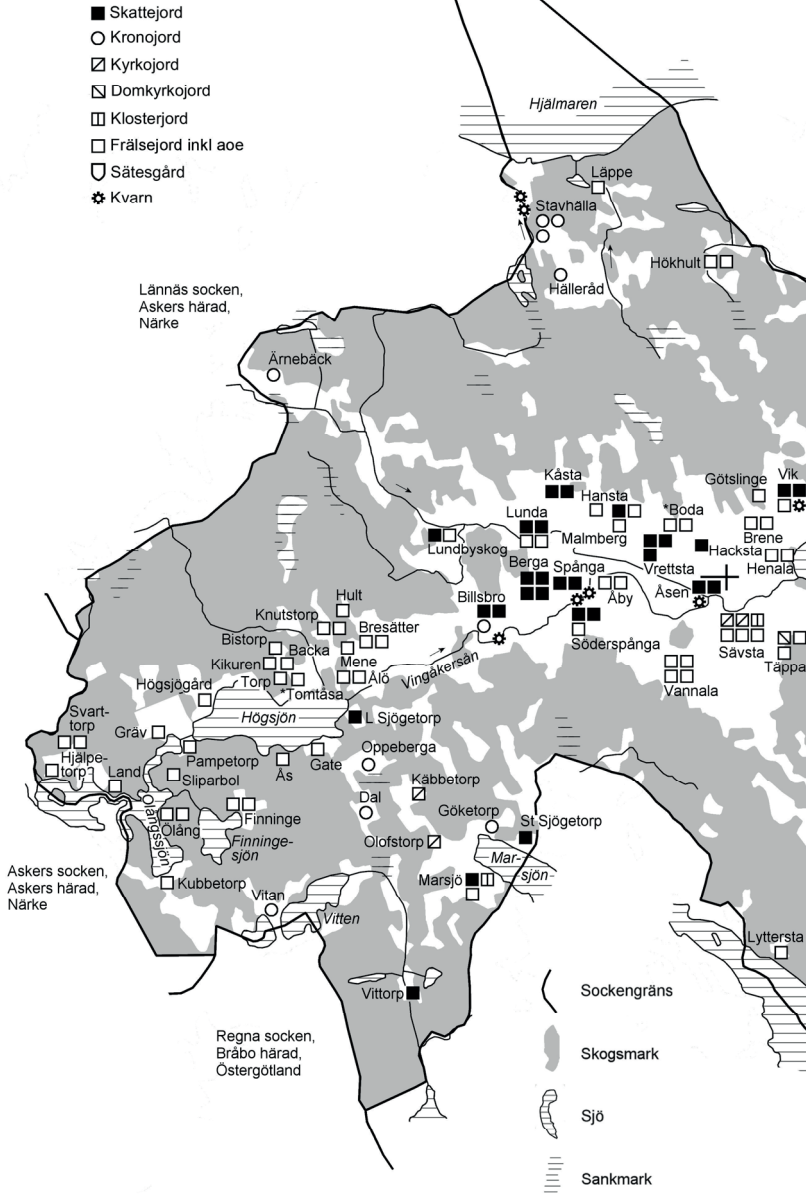 Skattejord
Kronojord
Kyrkojord
Domkyrkojord
Klosterjord
Frälsejord inkl aoe
Sätesgård
Kvarn
Hjälmaren
Läppe
Stavhälla
Hökhult
Hälleråd
Lännäs socken,
Askers härad,
Närke
Ärnebäck
Kåsta
Götslinge
Vik
Hansta
Lunda
*Boda
Malmberg
Brene
Lundbyskog
Hacksta
Berga
Spånga
Vrettsta
Henala
Billsbro
Åby
Åsen
Hult
Knutstorp
Bresätter
Söderspånga
Sävsta
Täppa
Bistorp
Backa
Kikuren
Mene
Ålö
Vingåkersån
Vannala
Högsjögård
Torp
*Tomtåsa
Högsjön
L Sjögetorp
Svart-
torp
Gräv
Oppeberga
Hjälpe-
torp
Land
Pampetorp
Ås
Gate
Sliparbol
Käbbetorp
Ölångssjön
Ölång
Finninge
Dal
Göketorp
St Sjögetorp
Finninge-
sjön
Olofstorp
Mar-
sjön
Askers socken,
Askers härad,
Närke
Kubbetorp
Marsjö
Vitan
Vitten
Lyttersta
Vittorp
Sockengräns
Regna socken,
Bråbo härad,
Östergötland
Skogsmark
Sjö
Sankmark